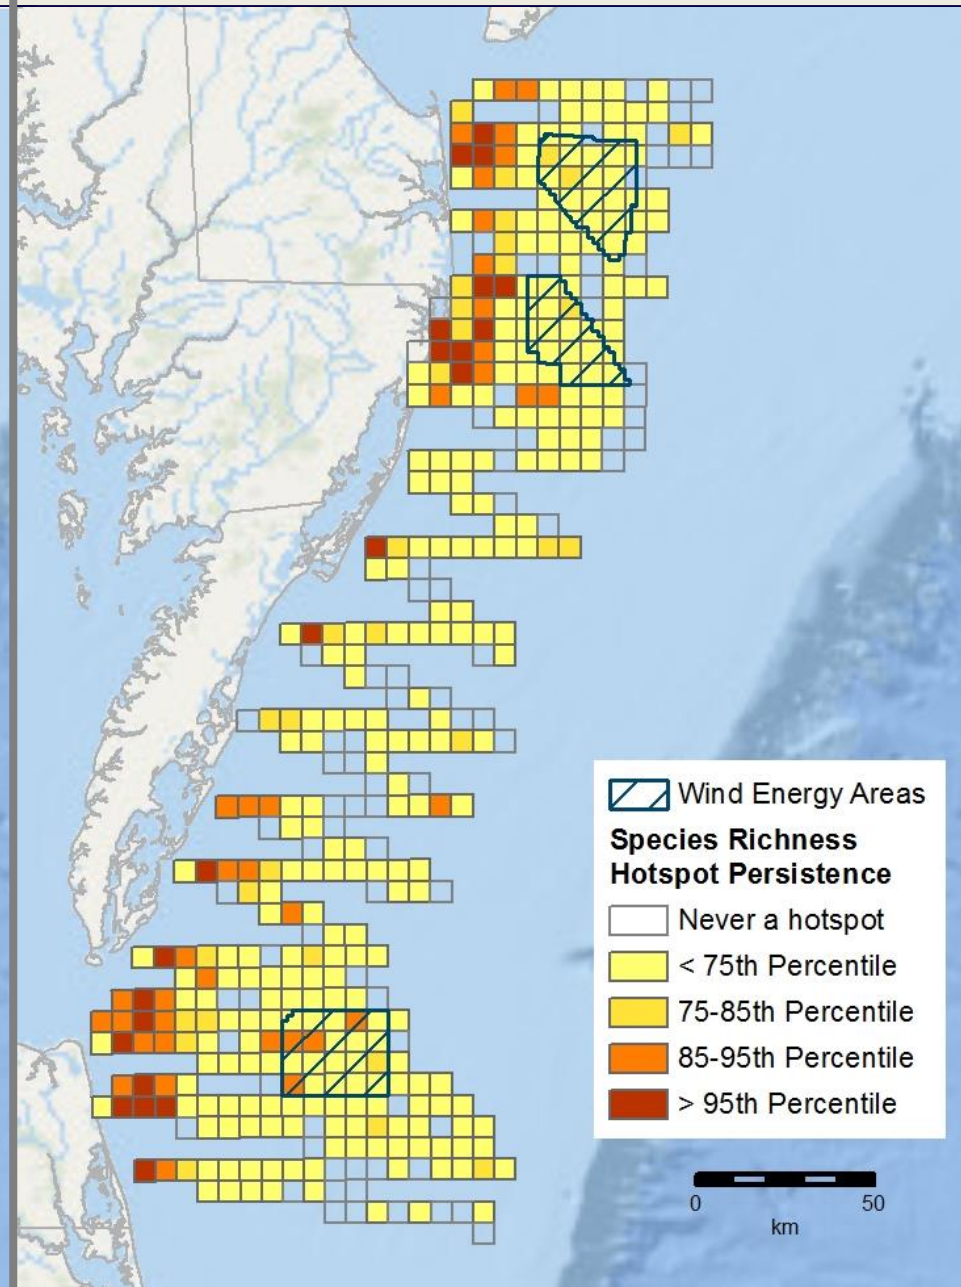 Wind Energy Areas
Species Richness
Hotspot Persistence
Never a hotspot
< 75th Percentile
75-85th Percentile
85-95th Percentile
> 95th Percentile
0 50
km